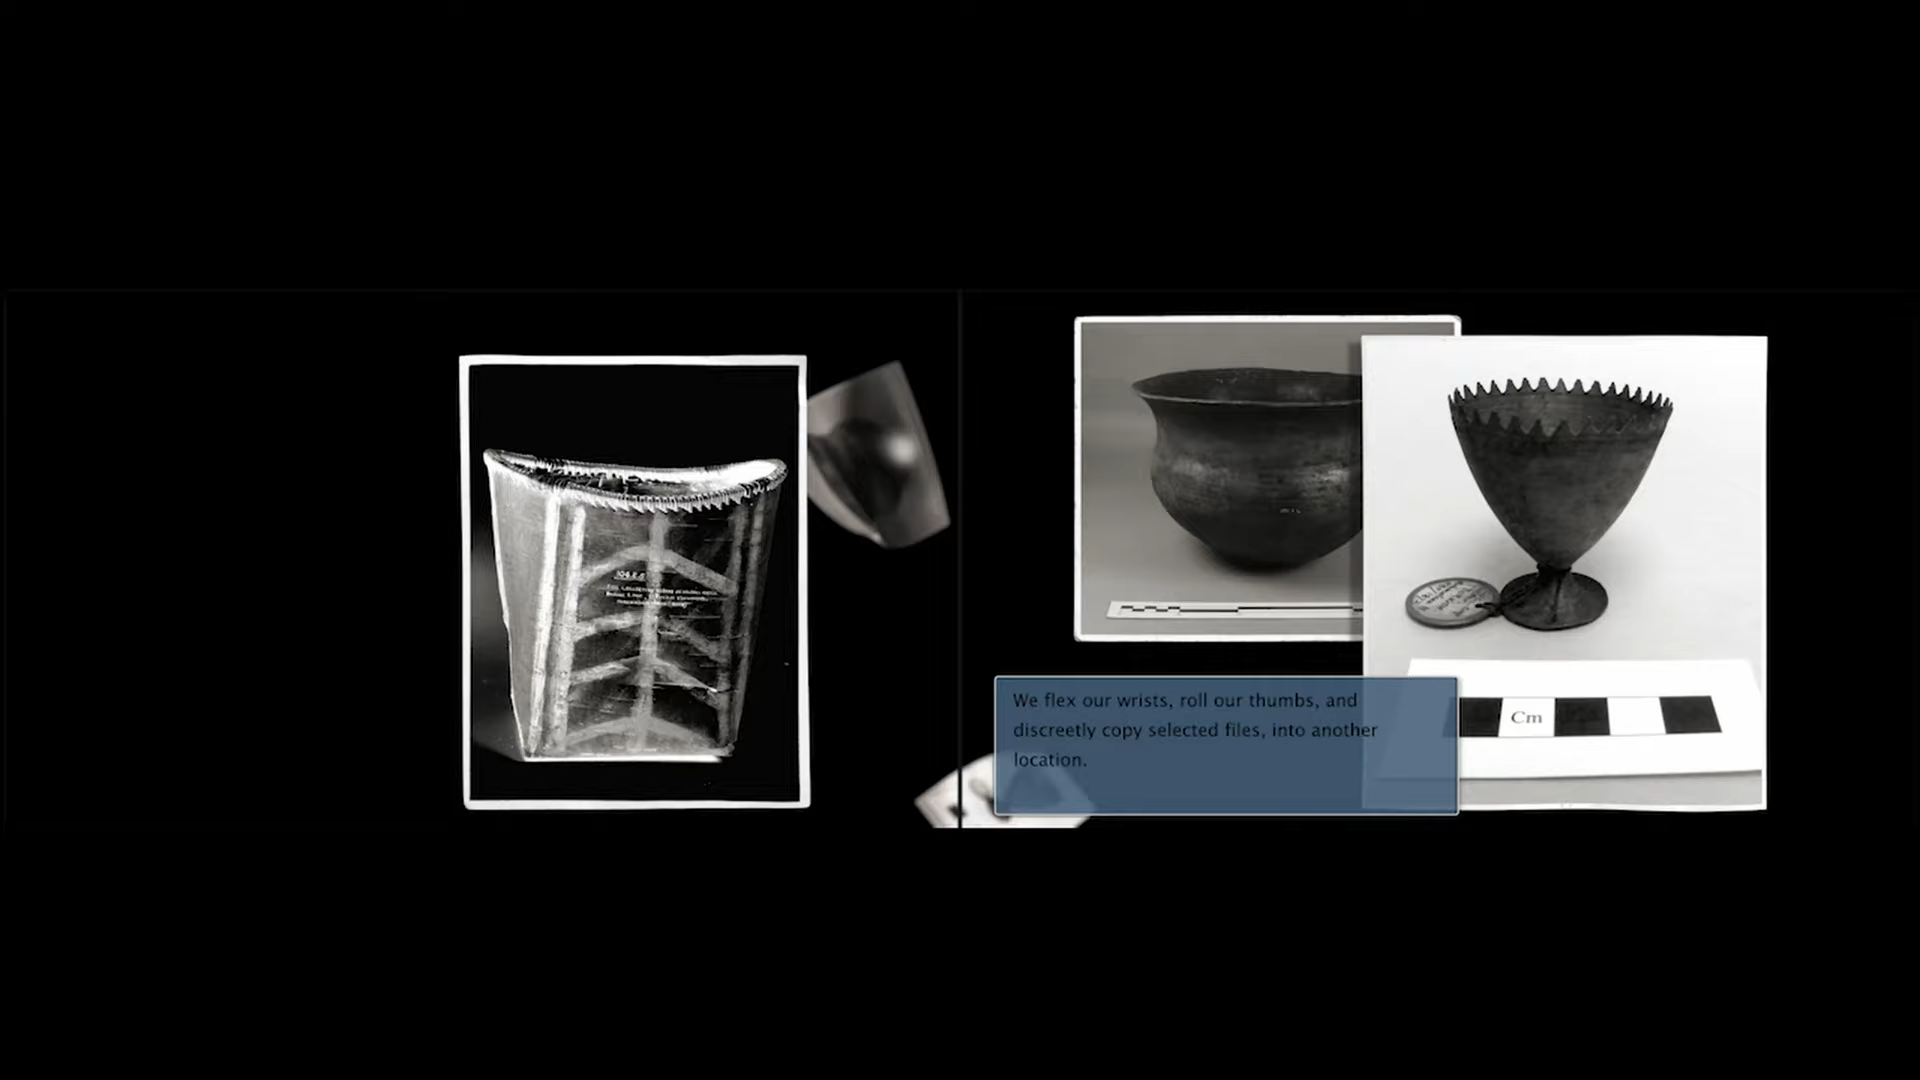 We flex our wrists, roll our thumbs, and
discreetly copy selected files, into another
location.
Cm